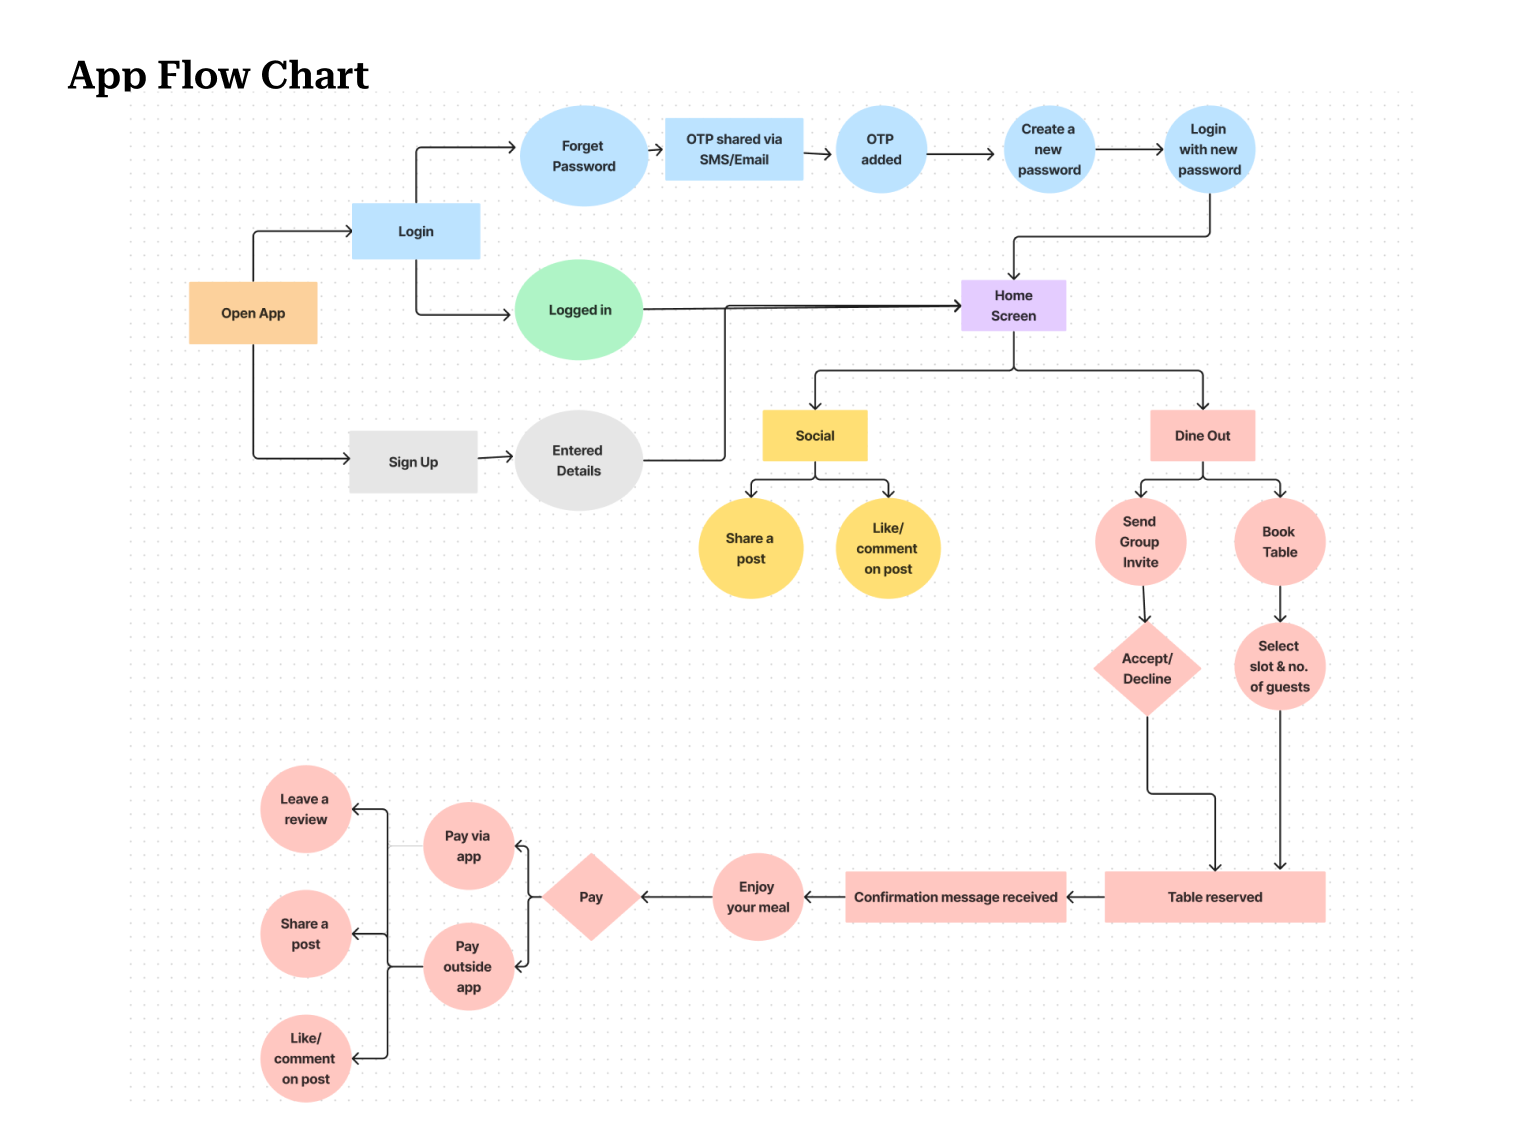 App Flow Chart
Forget
Password
OTP shared via
SMS/Email
OTP
added
Create a
new
password
Login
with new
password
Login
Open App
Logged in
Home
Screen
Sign Up
Entered
Details
Social
Dine Out
Share a
post
Like/
comment
on post
Send
Group
Invite
Book
Table
Accept/
Decline
Select
slot & no.
of guests
Leave a
review
Pay via
app
Pay
Enjoy
your meal
Confirmation message received
Table reserved
Share a
post
Pay
outside
app
Like/
comment
on post